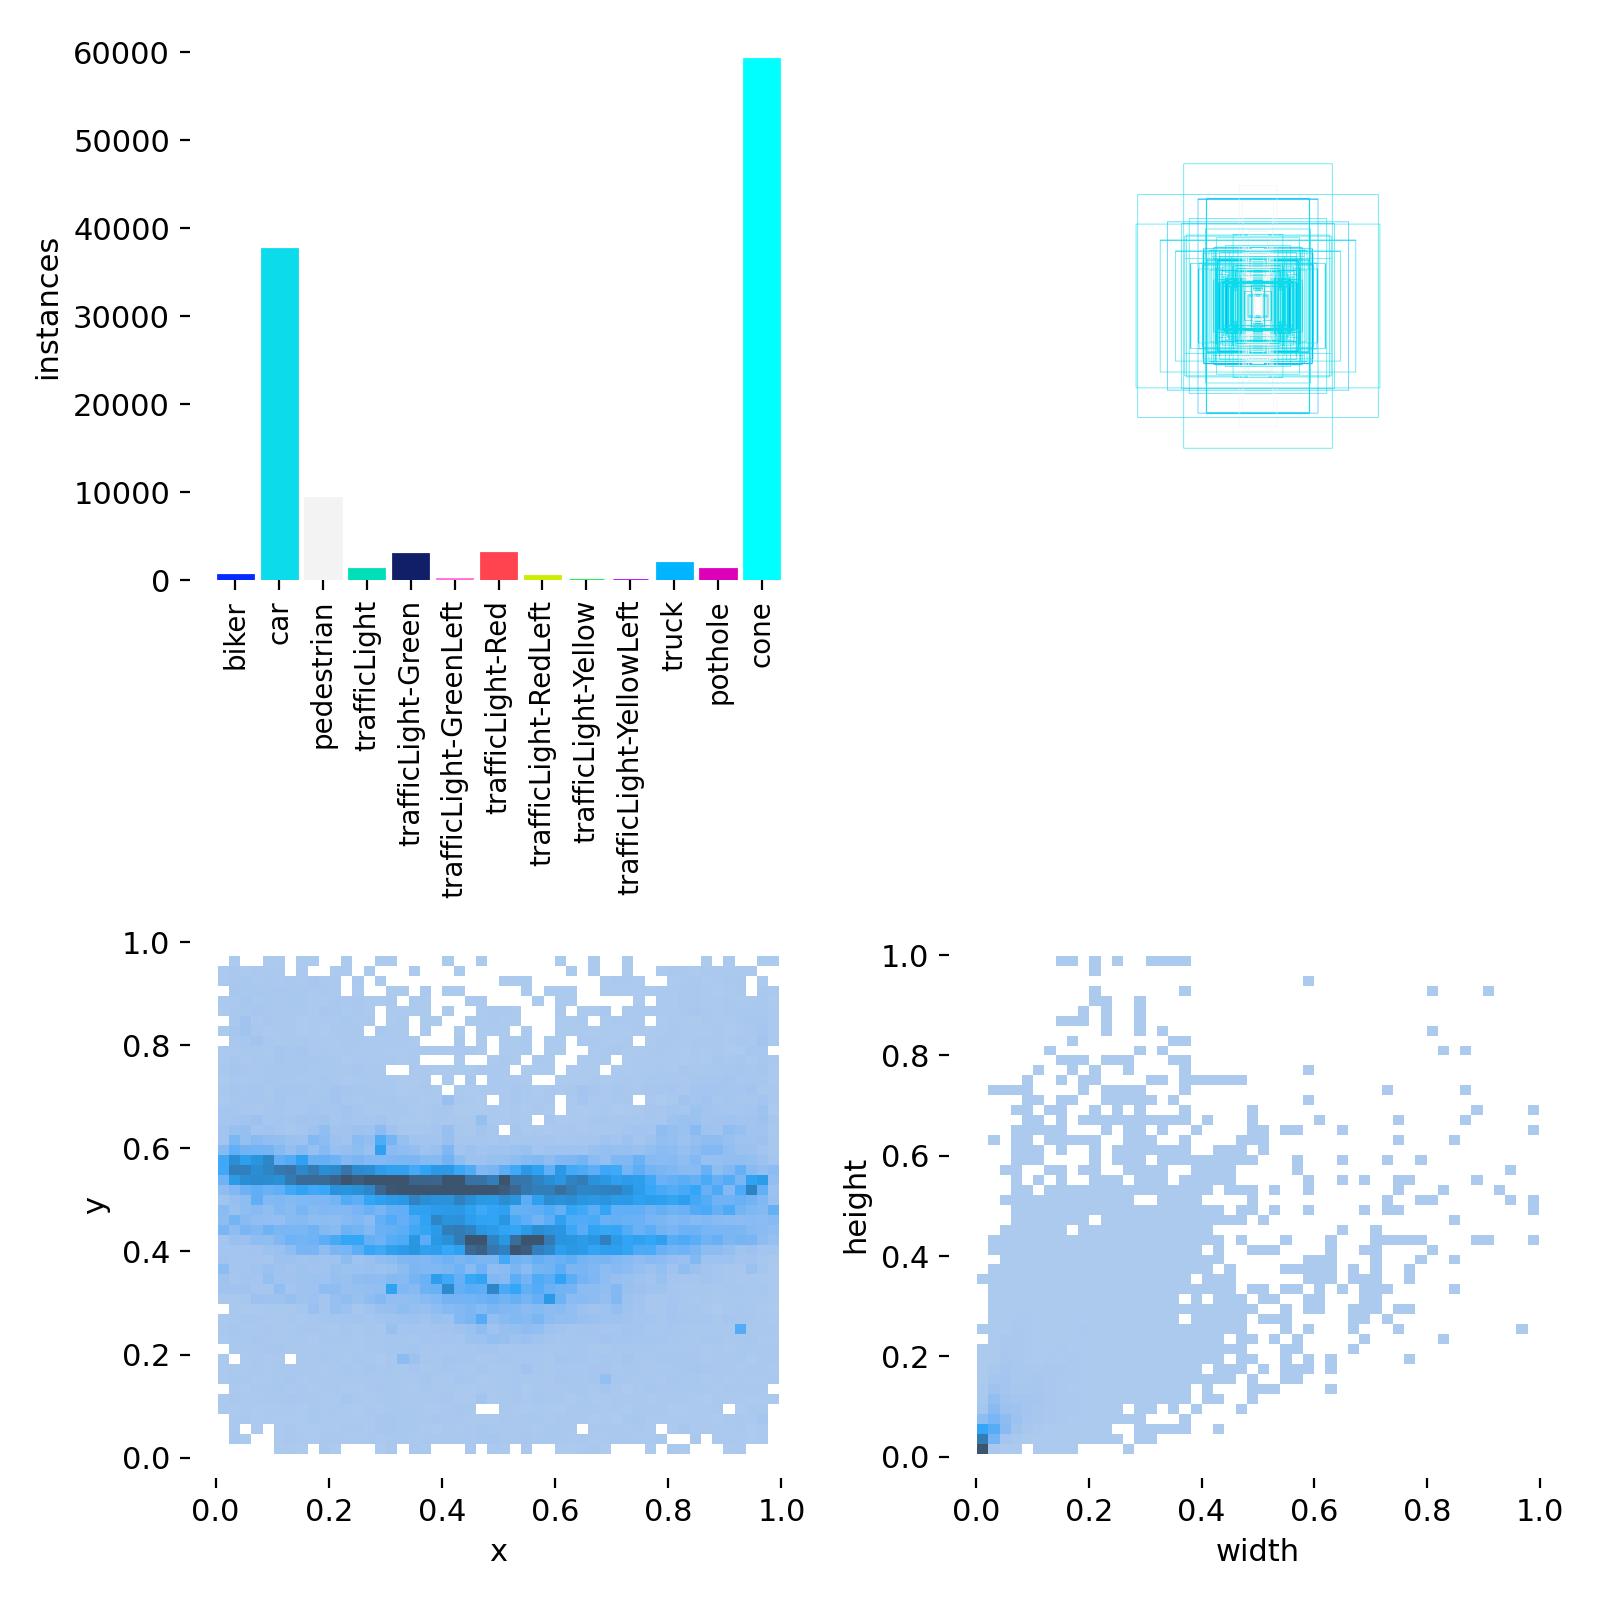 60000
50000
40000
30000
20000
10000
0
instances
biker
car
pedestrian
trafficLight
trafficLight-Green
trafficLight-GreenLeft
trafficLight-Red
trafficLight-RedLeft
trafficLight-Yellow
trafficLight-YellowLeft
truck
pothole
cone
1.0
0.8
0.6
0.4
0.2
0.0
y
0.0 0.2 0.4 0.6 0.8 1.0
x
1.0
0.8
0.6
0.4
0.2
0.0
height
0.0 0.2 0.4 0.6 0.8 1.0
width